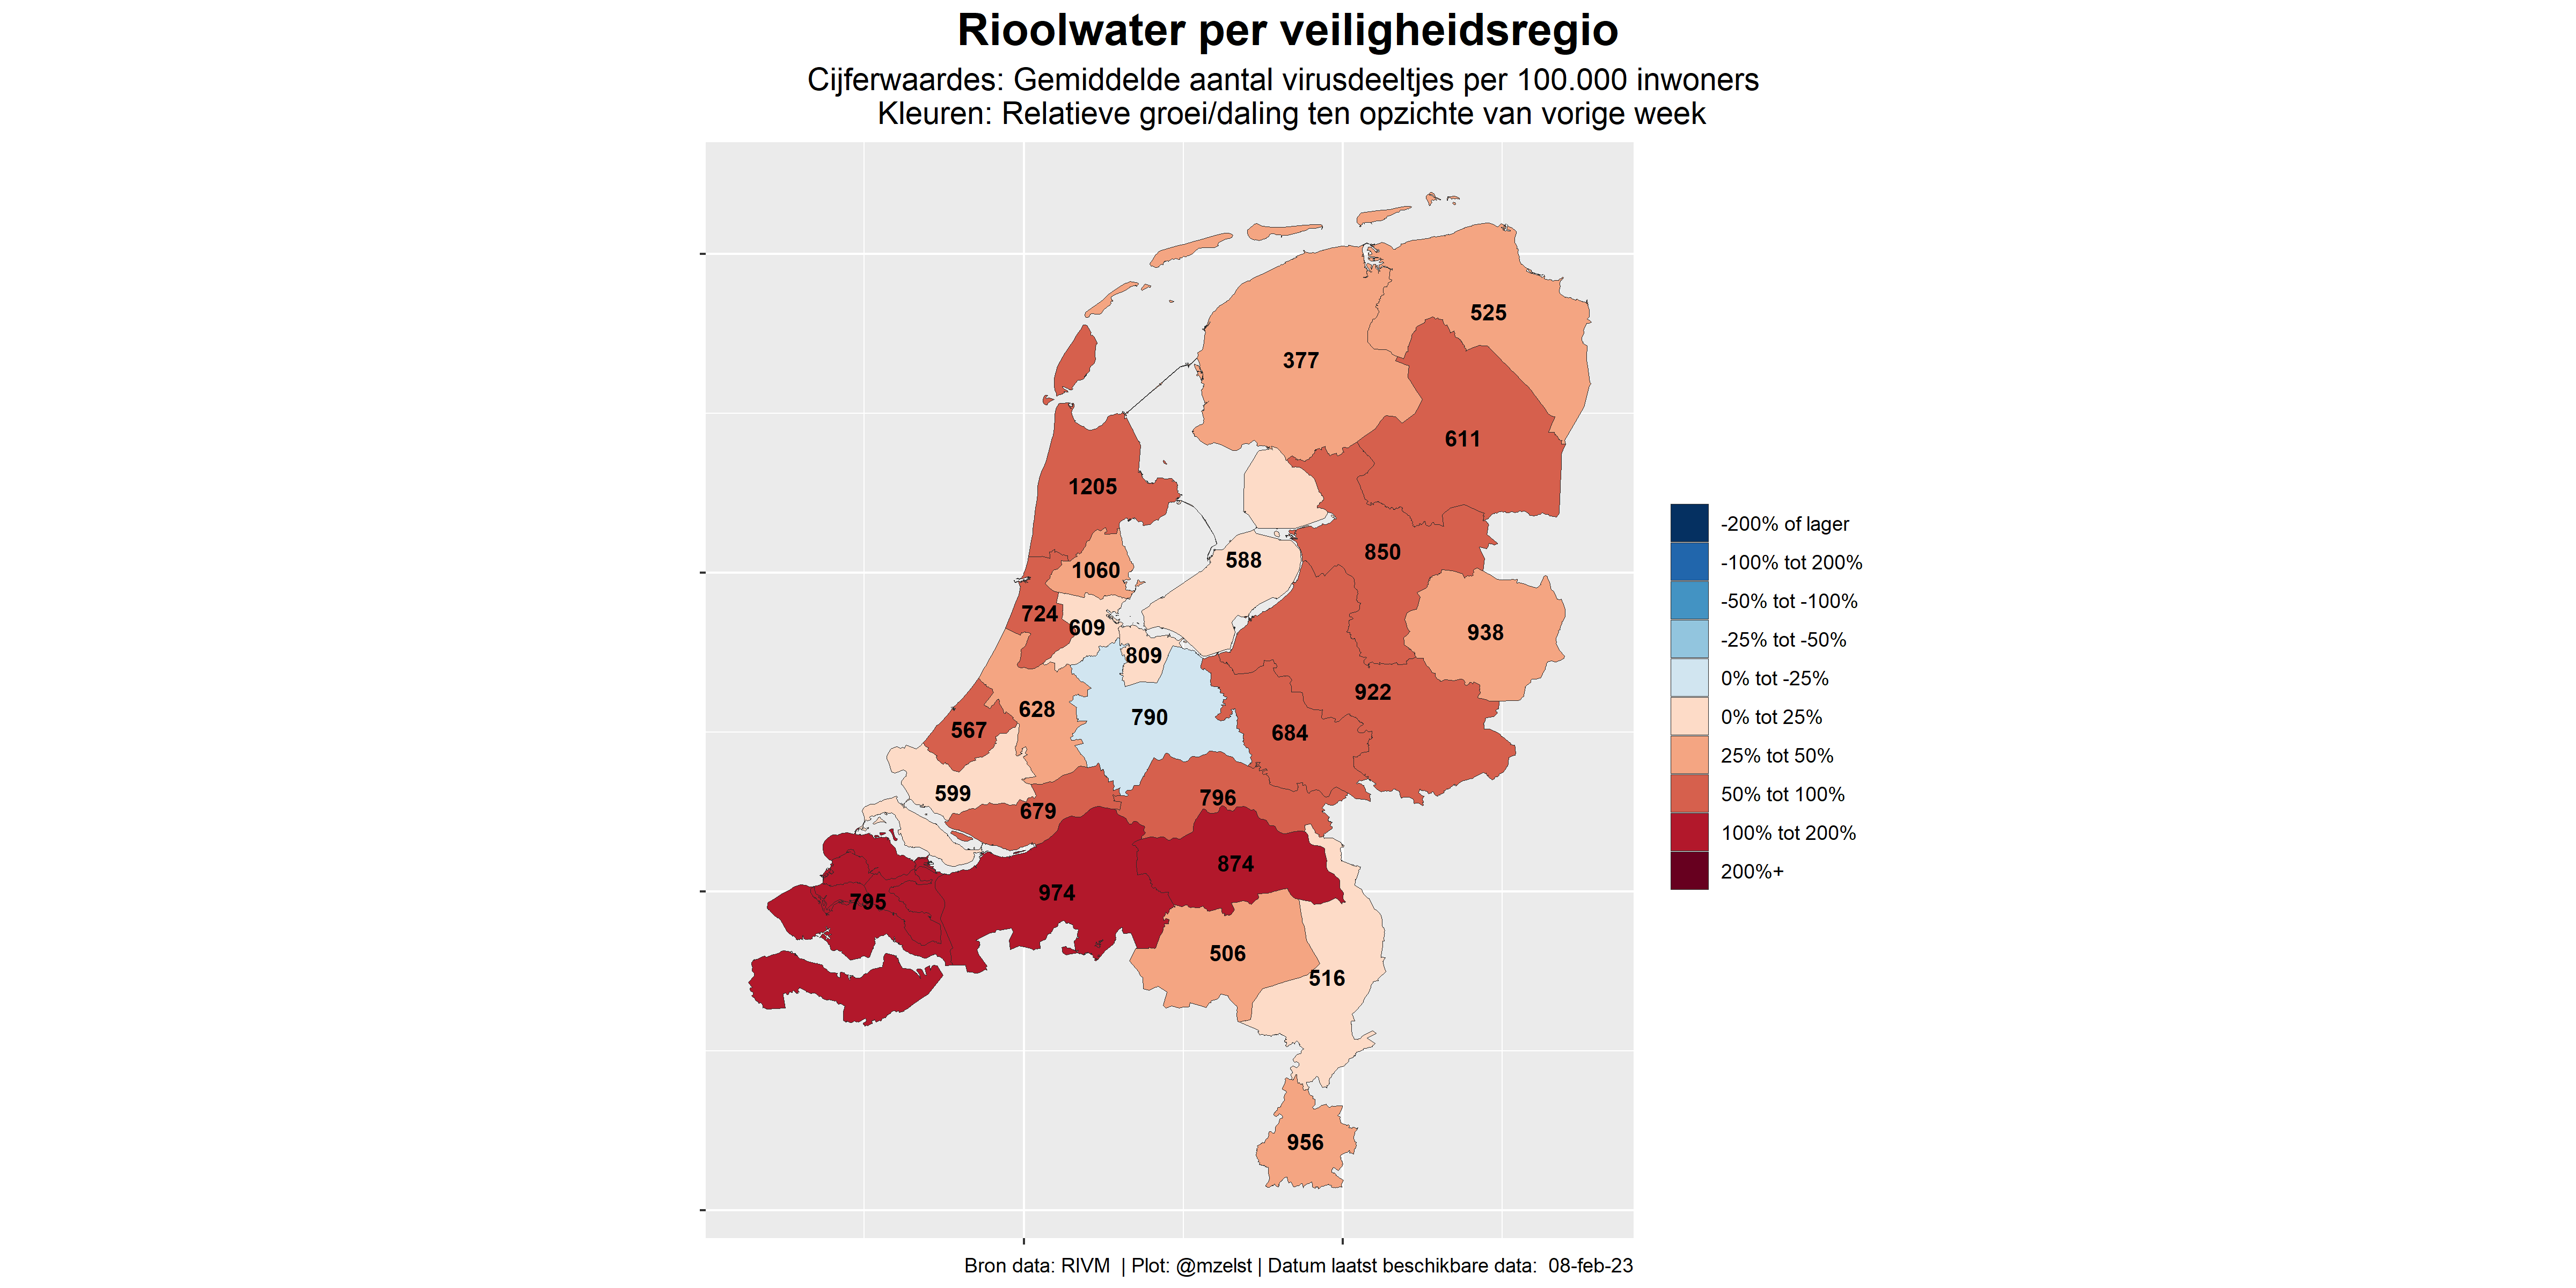 Rioolwater per veiligheidsregio
Cijferwaardes: Gemiddelde aantal virusdeeltjes per 100.000 inwoners
Kleuren: Relatieve groei/daling ten opzichte van vorige week
525
377
611
1205
850
588
1060
724
609
938
809
922
628
790
567
684
599
796
679
874
974
795
506
516
956
-200% of lager
-100% tot 200%
-50% tot -100%
-25% tot -50%
0% tot -25%
0% tot 25%
25% tot 50%
50% tot 100%
100% tot 200%
200%+
Bron data: RIVM | Plot: @mzelst | Datum laatst beschikbare data: 08-feb-23